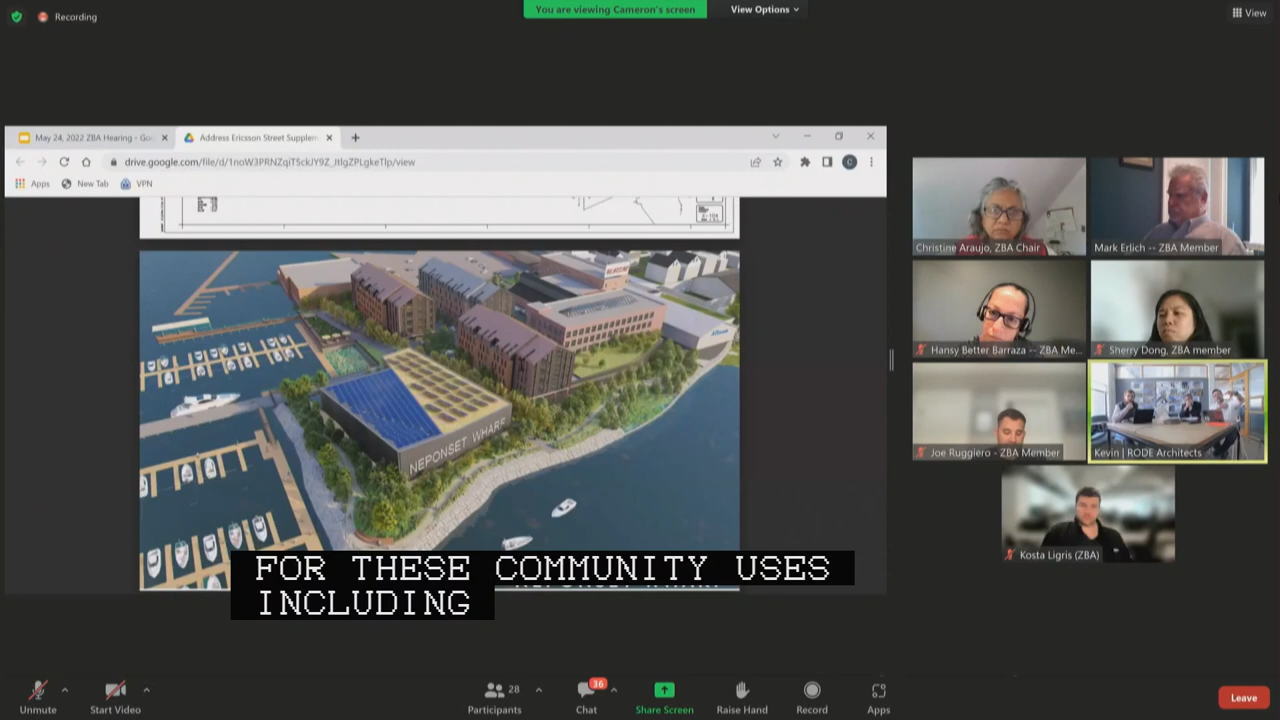 Recording
You are viewing Cameron's screen
View Options
View
May 24, 2022 ZBA Hearing - Goo
Address Ericsson Street Supplem
drive.google.com/file/d/1noW3PRNZqiT5ckJY9Z_JtlgZPLgkeTlp/view
C
Apps
New Tab
VPN
NEPONSET WHARF
FOR THESE COMMUNITY USES
INCLUDING
Christine Araujo, ZBA Chair
Mark Erlich -- ZBA Member
Hansy Better Barraza -- ZBA Me...
Sherry Dong, ZBA member
Joe Ruggiero - ZBA Member
Kevin | RODE Architects
Kosta Ligris (ZBA)
Unmute
Start Video
Participants
28
Chat
36
Share Screen
Raise Hand
Record
Apps
Leave